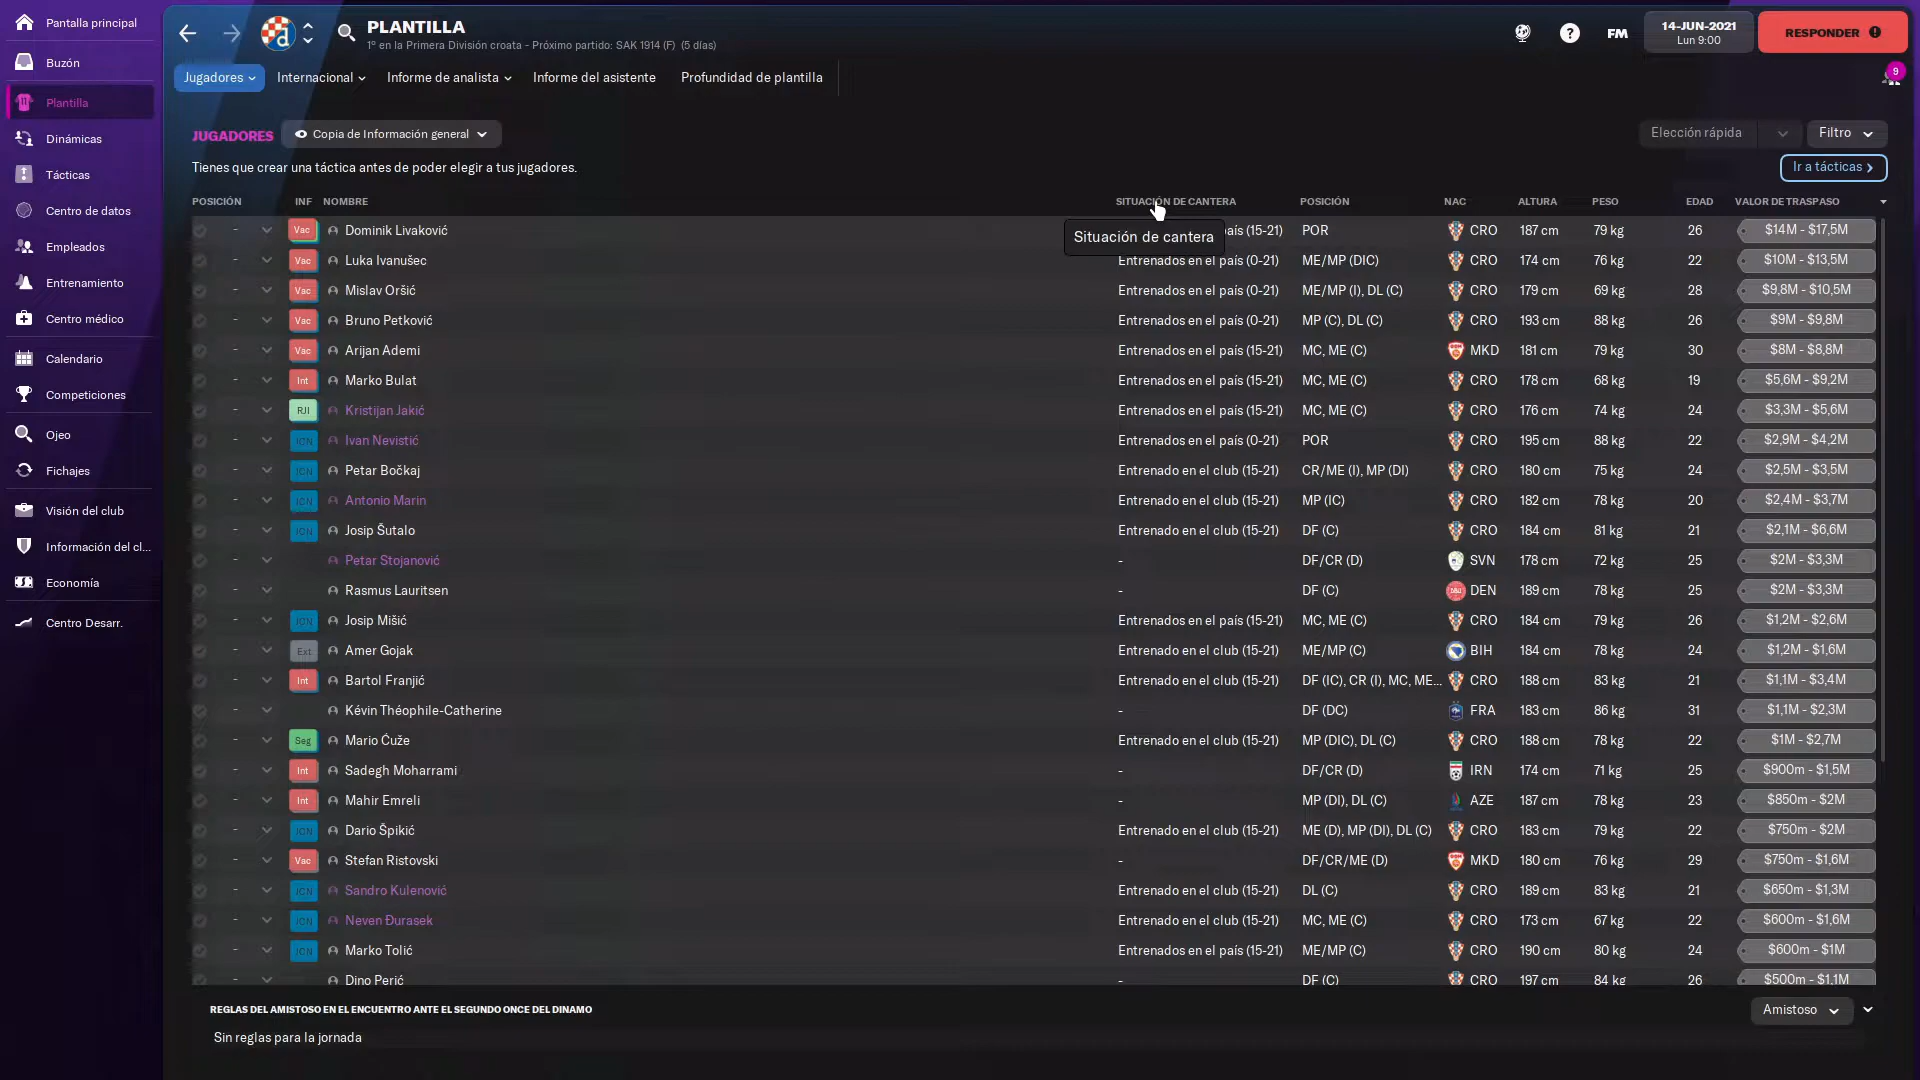 Pantalla principal
Buzón
Plantilla
Dinámicas
Tácticas
Centro de datos
Empleados
Entrenamiento
Centro médico
Calendario
Competiciones
Ojeo
Fichajes
Visión del club
Información del cl...
Economía
Centro Desarr.
PLANTILLA
1º en la Primera División croata - Próximo partido: SAK 1914 (F) (5 días)
? FM 14-JUN-2021 Lun 9:00 RESPONDER
Jugadores Internacional Informe de analista Informe del asistente Profundidad de plantilla 9
JUGADORES Copia de Información general Elección rápida Filtro
Tienes que crear una táctica antes de poder elegir a tus jugadores. Ir a tácticas
POSICIÓN INF NOMBRE SITUACIÓN DE CANTERA POSICIÓN NAC ALTURA PESO EDAD VALOR DE TRASPASO
Situación de cantera
- Vac Dominik Livaković país (15-21) POR CRO 187 cm 79 kg 26 $14M - $17,5M
- Vac Luka Ivanušec Entrenados en el país (0-21) ME/MP (DIC) CRO 174 cm 76 kg 22 $10M - $13,5M
- Vac Mislav Oršić Entrenados en el país (0-21) ME/MP (I), DL (C) CRO 179 cm 69 kg 28 $9,8M - $10,5M
- Vac Bruno Petković Entrenados en el país (0-21) MP (C), DL (C) CRO 193 cm 88 kg 26 $9M - $9,8M
- Vac Arijan Ademi Entrenados en el país (15-21) MC, ME (C) MKD 181 cm 79 kg 30 $8M - $8,8M
- Int Marko Bulat Entrenados en el país (15-21) MC, ME (C) CRO 178 cm 68 kg 19 $5,6M - $9,2M
- RJI Kristijan Jakić Entrenados en el país (15-21) MC, ME (C) CRO 176 cm 74 kg 24 $3,3M - $5,6M
- JCN Ivan Nevistić Entrenados en el país (0-21) POR CRO 195 cm 88 kg 22 $2,9M - $4,2M
- JCN Petar Bočkaj Entrenado en el club (15-21) CR/ME (I), MP (DI) CRO 180 cm 75 kg 24 $2,5M - $3,5M
- JCN Antonio Marin Entrenado en el club (15-21) MP (IC) CRO 182 cm 78 kg 20 $2,4M - $3,7M
- JCN Josip Šutalo Entrenado en el club (15-21) DF (C) CRO 184 cm 81 kg 21 $2,1M - $6,6M
- Petar Stojanović - DF/CR (D) SVN 178 cm 72 kg 25 $2M - $3,3M
- Rasmus Lauritsen - DF (C) DEN 189 cm 78 kg 25 $2M - $3,3M
- JCN Josip Mišić Entrenados en el país (15-21) MC, ME (C) CRO 184 cm 79 kg 26 $1,2M - $2,6M
- Ext Amer Gojak Entrenado en el club (15-21) ME/MP (C) BIH 184 cm 78 kg 24 $1,2M - $1,6M
- Int Bartol Franjić Entrenado en el club (15-21) DF (IC), CR (I), MC, ME... CRO 188 cm 83 kg 21 $1,1M - $3,4M
- Kévin Théophile-Catherine - DF (DC) FRA 183 cm 86 kg 31 $1,1M - $2,3M
- Seg Mario Ćuže Entrenado en el club (15-21) MP (DIC), DL (C) CRO 188 cm 78 kg 22 $1M - $2,7M
- Int Sadegh Moharrami - DF/CR (D) IRN 174 cm 71 kg 25 $900m - $1,5M
- Int Mahir Emreli - MP (DI), DL (C) AZE 187 cm 78 kg 23 $850m - $2M
- JCN Dario Špikić Entrenado en el club (15-21) ME (D), MP (DI), DL (C) CRO 183 cm 79 kg 22 $750m - $2M
- Vac Stefan Ristovski - DF/CR/ME (D) MKD 180 cm 76 kg 29 $750m - $1,6M
- JCN Sandro Kulenović Entrenado en el club (15-21) DL (C) CRO 189 cm 83 kg 21 $650m - $1,3M
- JCN Neven Đurasek Entrenado en el club (15-21) MC, ME (C) CRO 173 cm 67 kg 22 $600m - $1,6M
- JCN Marko Tolić Entrenados en el país (15-21) ME/MP (C) CRO 190 cm 80 kg 24 $600m - $1M
- Dino Perić - DF (C) CRO 197 cm 84 kg 26 $500m - $1,1M
REGLAS DEL AMISTOSO EN EL ENCUENTRO ANTE EL SEGUNDO ONCE DEL DINAMO Amistoso
Sin reglas para la jornada